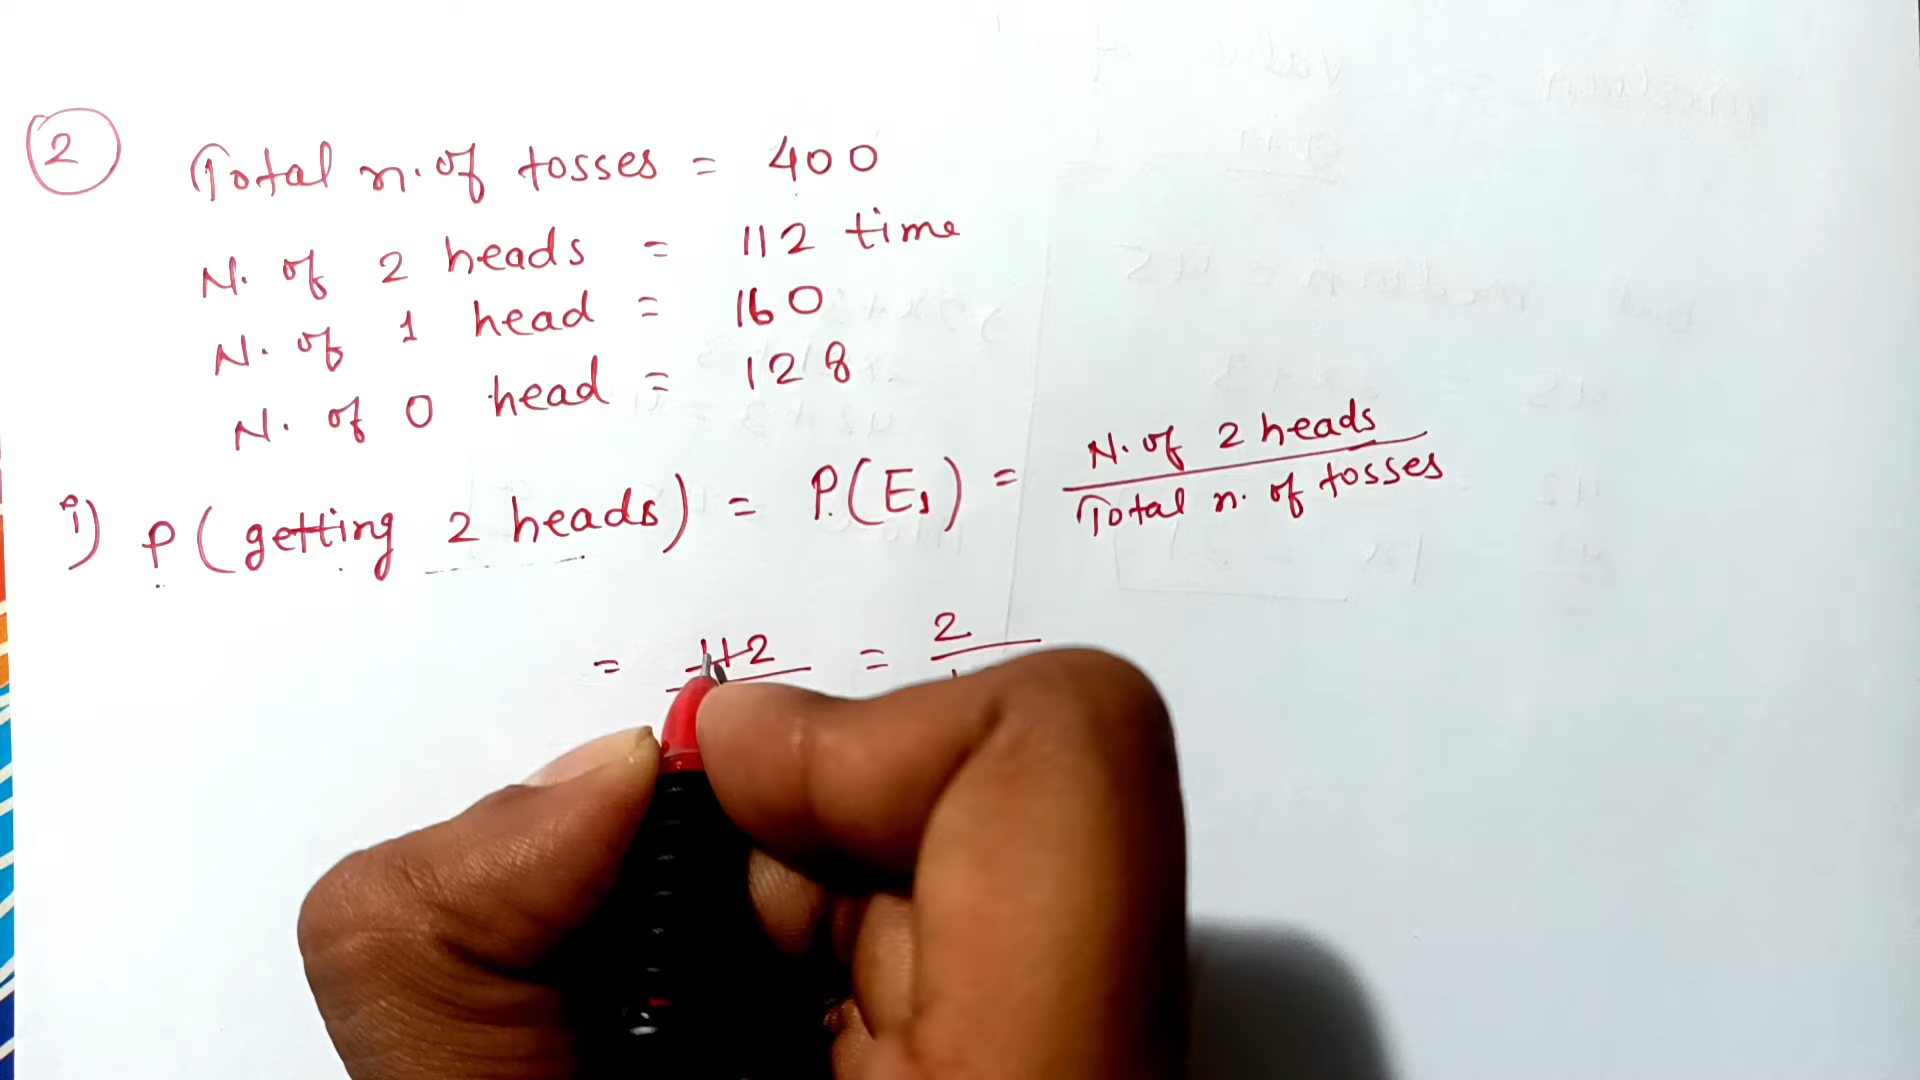 2
Total n. of tosses = 400
N. of 2 heads = 112 time
N. of 1 head = 160
N. of 0 head = 128
i) P(getting 2 heads) = P(E1) = N. of 2 heads
Total n. of tosses
= 112 = 2